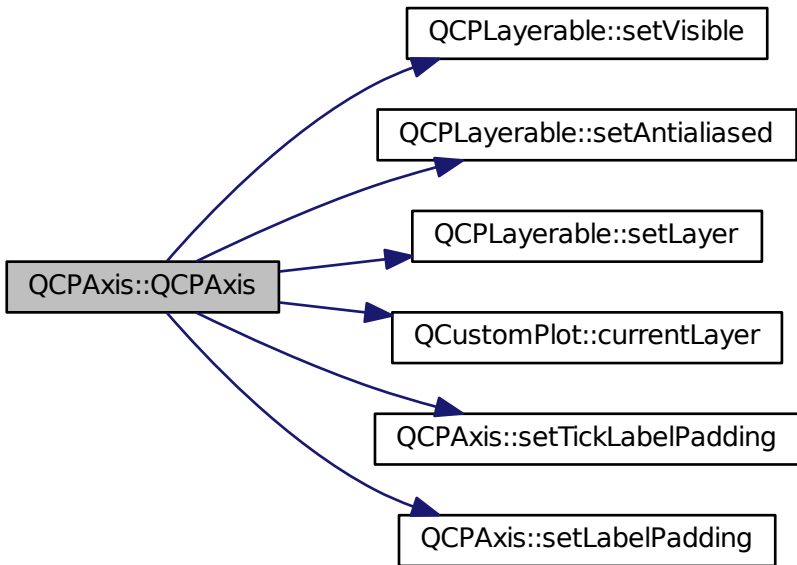 QCPLayerable::setVisible
QCPLayerable::setAntialiased
QCPLayerable::setLayer
QCPAxis::QCPAxis
QCustomPlot::currentLayer
QCPAxis::setTickLabelPadding
QCPAxis::setLabelPadding